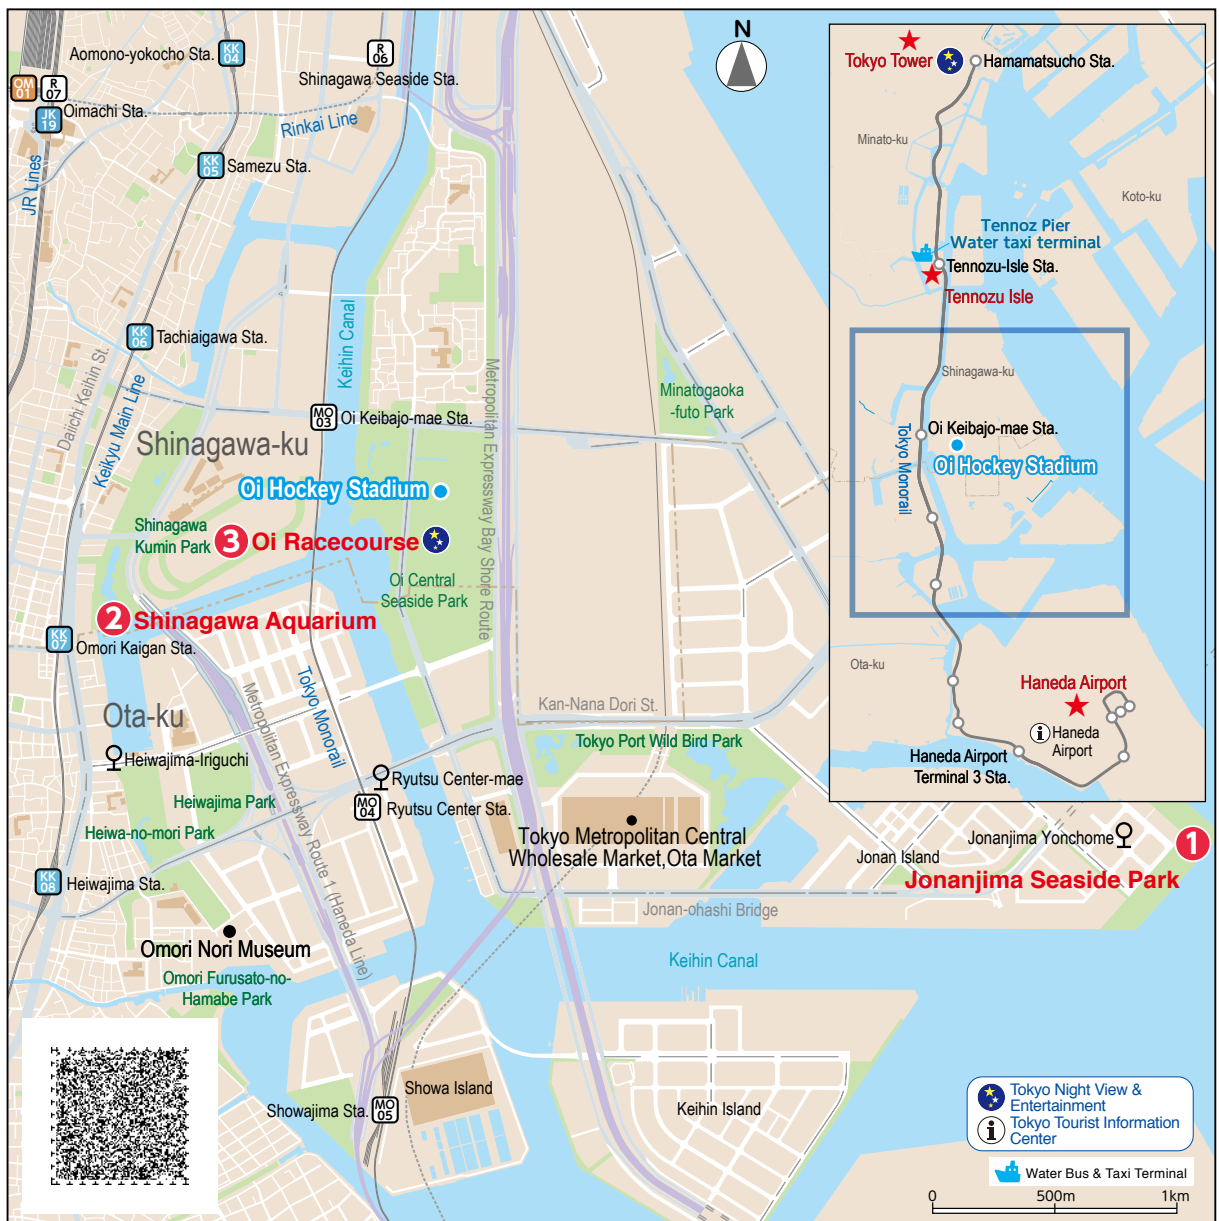 Aomono-yokocho Sta.
KK
04
R
06
Shinagawa Seaside Sta.
OM
01
R
07
JK
19
Oimachi Sta.
Rinkai Line
JR Lines
KK
05
Samezu Sta.
KK
06
Tachiaigawa Sta.
Keihin Canal
Daiichi Keihin St.
Keikyu Main Line
MO
03
Oi Keibajo-mae Sta.
Shinagawa-ku
Metropolitan Expressway Bay Shore Route
Minatogaoka
-futo Park
Oi Hockey Stadium
Shinagawa
Kumin Park
3
Oi Racecourse
Oi Central
Seaside Park
2
Shinagawa Aquarium
KK
07
Omori Kaigan Sta.
Tokyo Monorail
Metropolitan Expressway Route 1 (Haneda Line)
Ota-ku
Kan-Nana Dori St.
Tokyo Port Wild Bird Park
Heiwajima-Iriguchi
Ryutsu Center-mae
MO
04
Ryutsu Center Sta.
Heiwajima Park
Heiwa-no-mori Park
Tokyo Metropolitan Central
Wholesale Market,Ota Market
Jonan Island
Jonanjima Yonchome
1
Jonanjima Seaside Park
KK
08
Heiwajima Sta.
Jonan-ohashi Bridge
Omori Nori Museum
Keihin Canal
Omori Furusato-no-
Hamabe Park
Showa Island
Showajima Sta.
MO
05
Keihin Island
N
Tokyo Tower
Hamamatsucho Sta.
Minato-ku
Koto-ku
Tennoz Pier
Water taxi terminal
Tennozu-Isle Sta.
Tennozu Isle
Shinagawa-ku
Oi Keibajo-mae Sta.
Oi Hockey Stadium
Tokyo Monorail
Ota-ku
Haneda Airport
i
Haneda
Airport
Haneda Airport
Terminal 3 Sta.
Tokyo Night View &
Entertainment
i
Tokyo Tourist Information
Center
Water Bus & Taxi Terminal
0
500m
1km